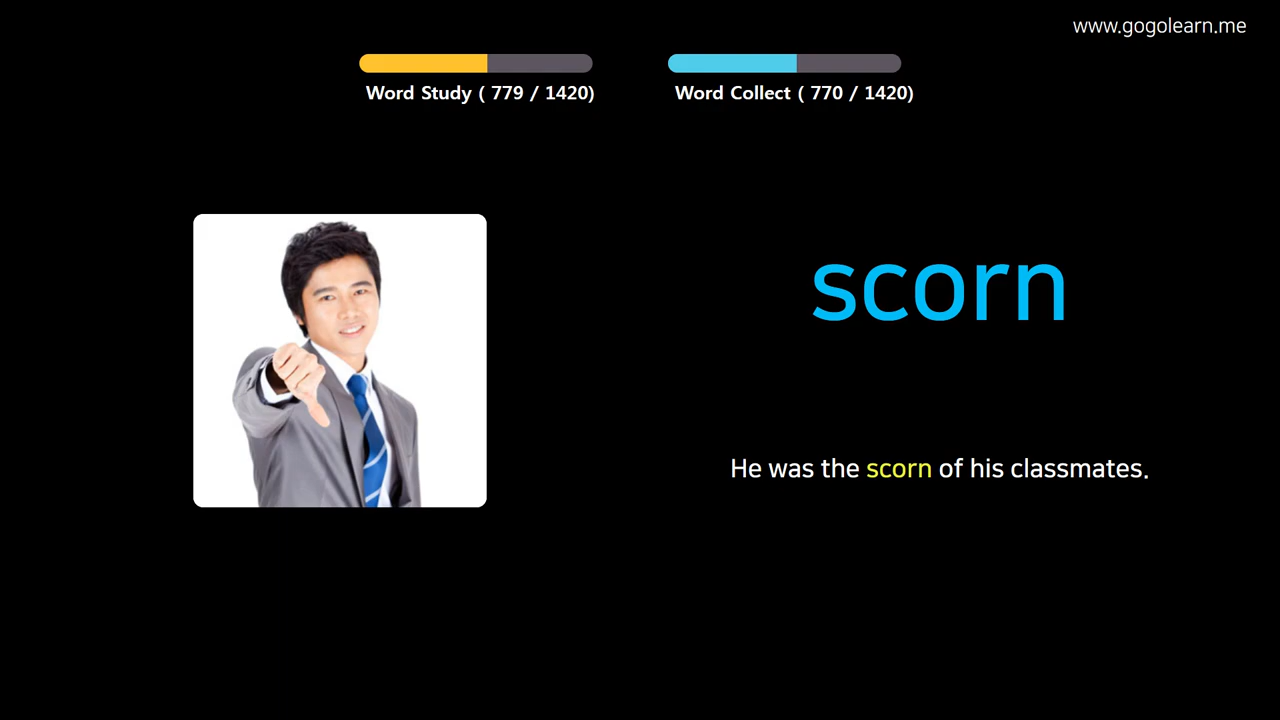 www.gogolearn.me
Word Study ( 779 / 1420)
Word Collect ( 770 / 1420)
scorn
He was the scorn of his classmates.